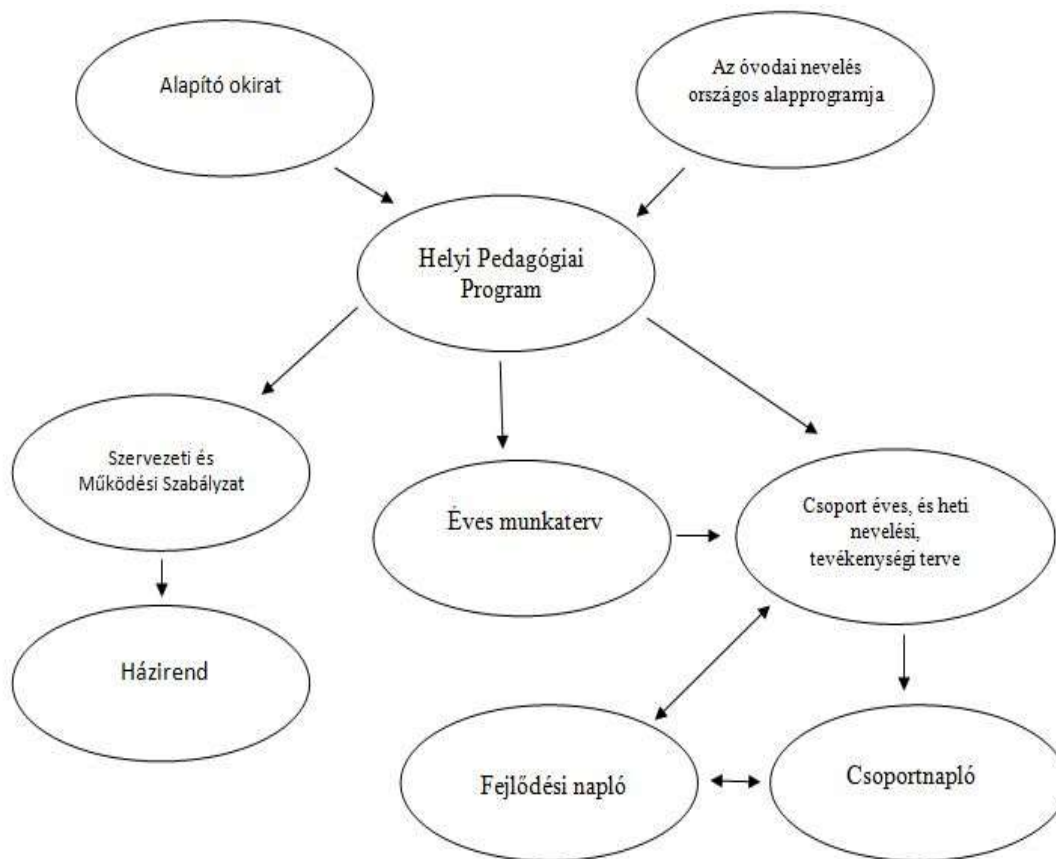 Alapító okirat
Az óvodai nevelés
országos alapprogramja
Helyi Pedagógiai
Program
Szervezeti és
Működési Szabályzat
Éves munkaterv
Csoport éves, és heti
nevelési,
tevékenységi terve
Házirend
Fejlődési napló
Csoportnapló